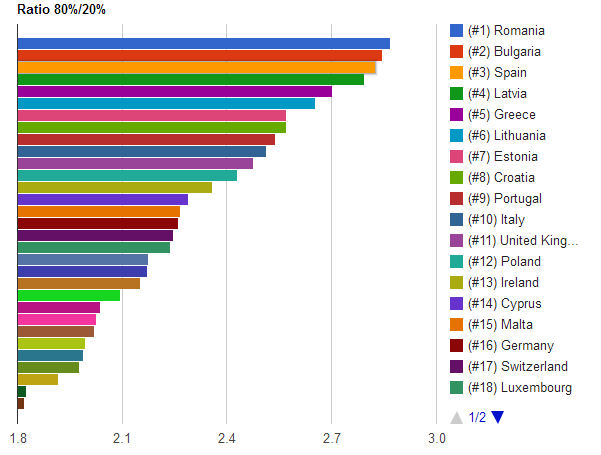 Ratio 80%/20%
(#1) Romania
(#2) Bulgaria
(#3) Spain
(#4) Latvia
(#5) Greece
(#6) Lithuania
(#7) Estonia
(#8) Croatia
(#9) Portugal
(#10) Italy
(#11) United King...
(#12) Poland
(#13) Ireland
(#14) Cyprus
(#15) Malta
(#16) Germany
(#17) Switzerland
(#18) Luxembourg
1/2
1.8 2.1 2.4 2.7 3.0